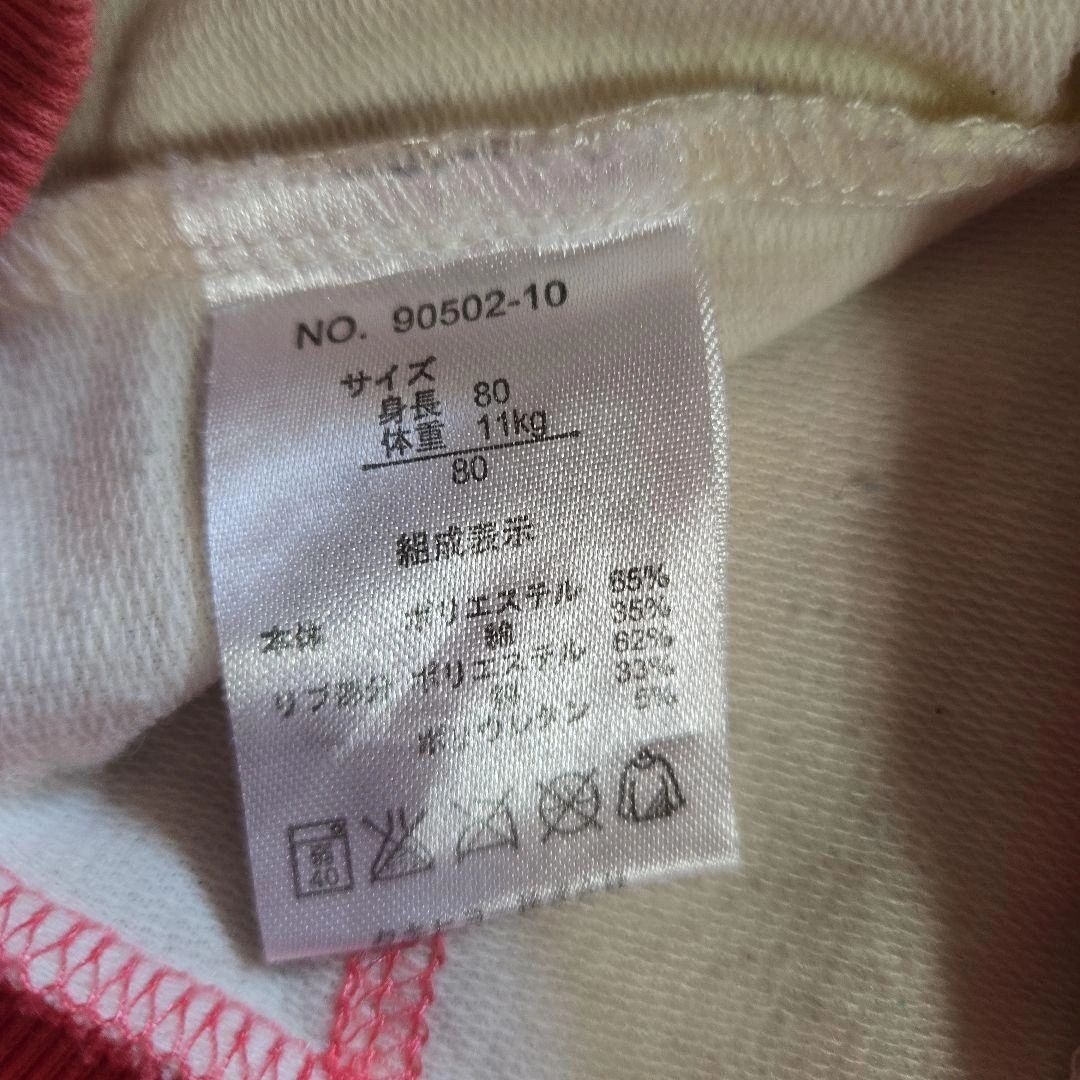 NO. 90502-10
サイズ
身長 80
体重 11kg
80
組成表示
本体 ポリエステル 65%
綿 35%
リブ部分 ポリエステル 62%
綿 33%
ポリウレタン 5%
弱 40